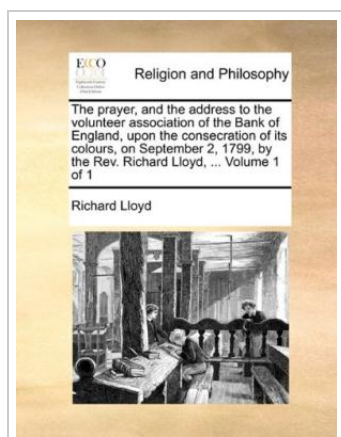 ECCO
Religion and Philosophy
The prayer, and the address to the
volunteer association of the Bank of
England, upon the consecration of its
colours, on September 2, 1799, by
the Rev. Richard Lloyd, ... Volume 1
of 1
Richard Lloyd